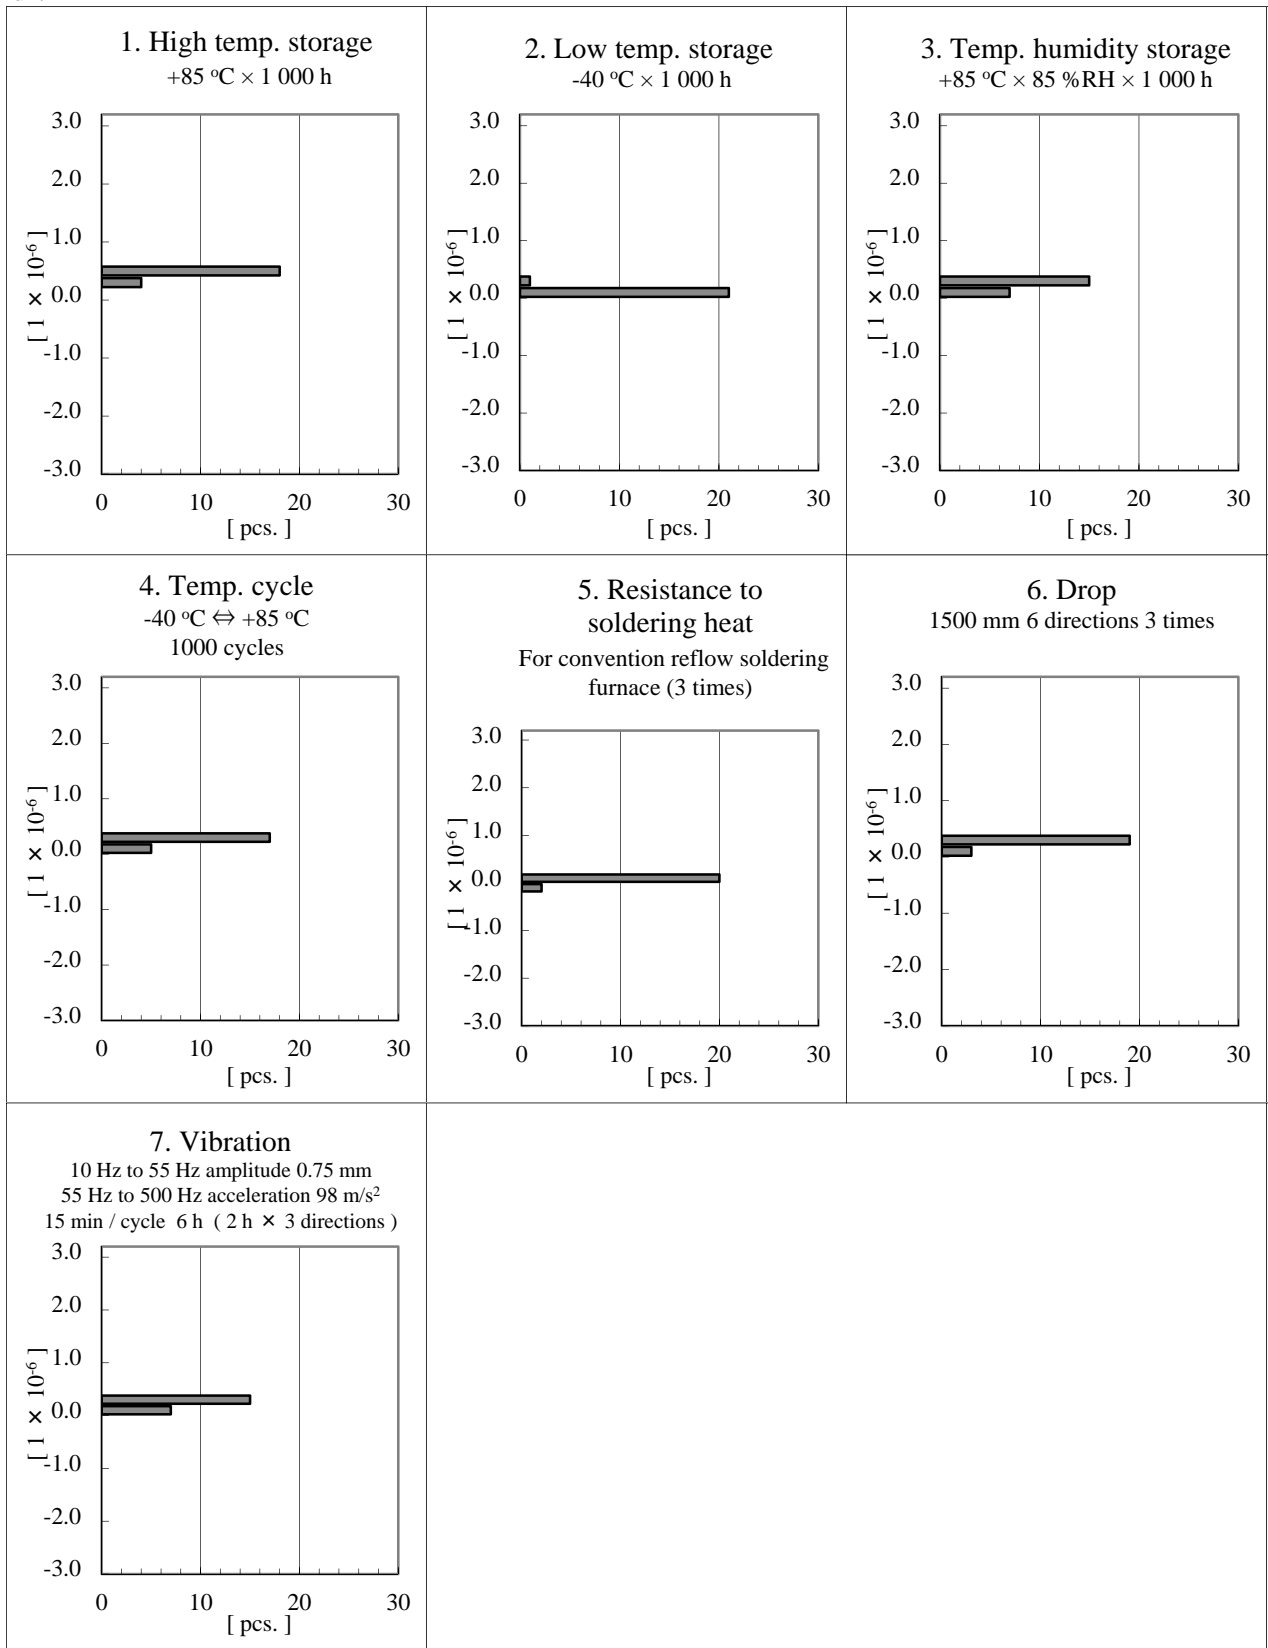 1. High temp. storage
+85 °C × 1 000 h
3.0
2.0
1.0
0.0
-1.0
-2.0
-3.0
[ 1 × 10-6 ]
0 10 20 30
[ pcs. ]
2. Low temp. storage
-40 °C × 1 000 h
3.0
2.0
1.0
0.0
-1.0
-2.0
-3.0
[ 1 × 10-6 ]
0 10 20 30
[ pcs. ]
3. Temp. humidity storage
+85 °C × 85 %RH × 1 000 h
3.0
2.0
1.0
0.0
-1.0
-2.0
-3.0
[ 1 × 10-6 ]
0 10 20 30
[ pcs. ]
4. Temp. cycle
-40 °C ⇔ +85 °C
1000 cycles
3.0
2.0
1.0
0.0
-1.0
-2.0
-3.0
[ 1 × 10-6 ]
0 10 20 30
[ pcs. ]
5. Resistance to
soldering heat
For convention reflow soldering
furnace (3 times)
3.0
2.0
1.0
0.0
-1.0
-2.0
-3.0
[ 1 × 10-6 ]
0 10 20 30
[ pcs. ]
6. Drop
1500 mm 6 directions 3 times
3.0
2.0
1.0
0.0
-1.0
-2.0
-3.0
[ 1 × 10-6 ]
0 10 20 30
[ pcs. ]
7. Vibration
10 Hz to 55 Hz amplitude 0.75 mm
55 Hz to 500 Hz acceleration 98 m/s2
15 min / cycle 6 h ( 2 h × 3 directions )
3.0
2.0
1.0
0.0
-1.0
-2.0
-3.0
[ 1 × 10-6 ]
0 10 20 30
[ pcs. ]